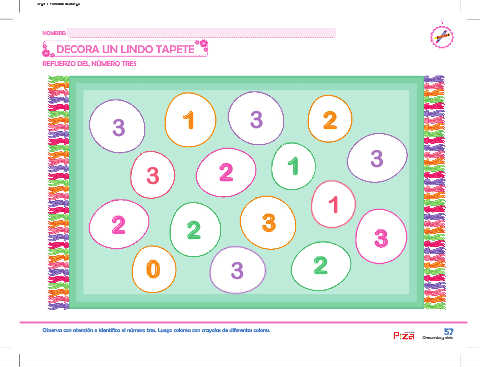 NOMBRE:
DECORA UN LINDO TAPETE
REFUERZO DEL NÚMERO TRES
3 1 3 2
3 2 1 3
2 2 3 1 3
0 3 2
Observa con atención e identifica el número tres. Luego colorea con crayolas de diferentes colores.
57